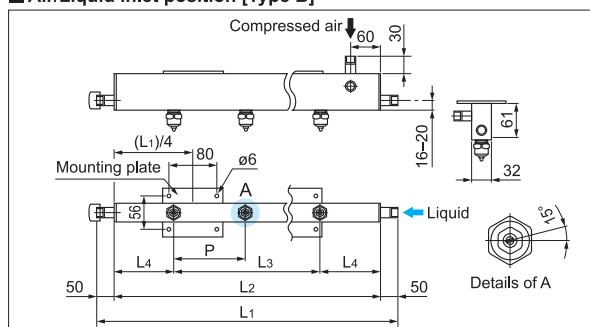 ■ Air/Liquid inlet position [Type B]
Compressed air
60
30
16–20
61
32
(L1)/4
80
ø6
Mounting plate
A
56
Liquid
15°
P
L4
L3
L4
Details of A
50
L2
50
L1